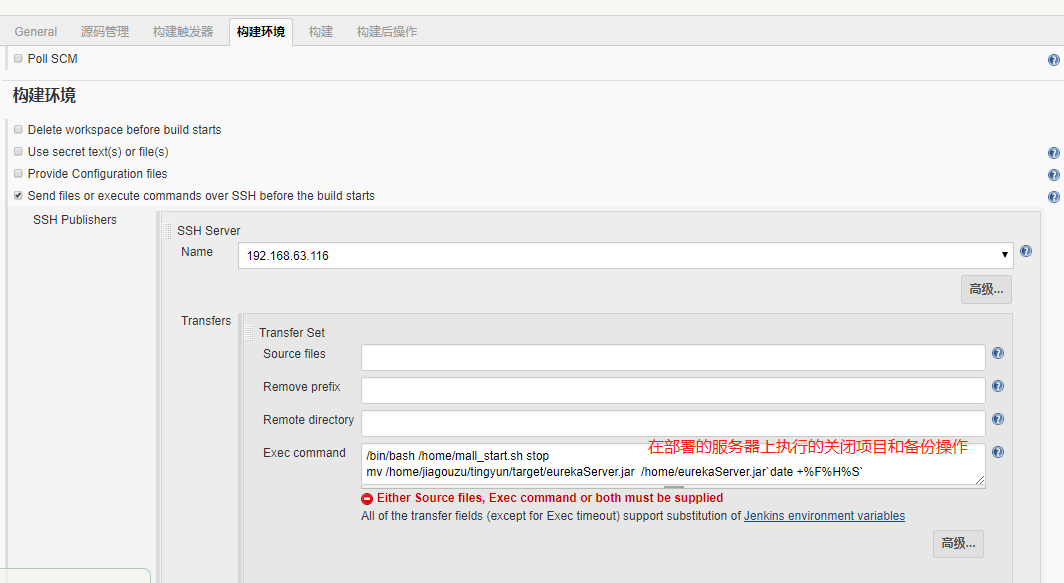 General 源码管理 构建触发器 构建环境 构建 构建后操作
Poll SCM
构建环境
Delete workspace before build starts
Use secret text(s) or file(s)
Provide Configuration files
Send files or execute commands over SSH before the build starts
SSH Publishers
SSH Server
Name
192.168.63.116
高级...
Transfers
Transfer Set
Source files
Remove prefix
Remote directory
Exec command
在部署的服务器上执行的关闭项目和备份操作
/bin/bash /home/mall_start.sh stop
mv /home/jiagouzu/tingyun/target/eurekaServer.jar  /home/eurekaServer.jar`date +%F%H%S`
Either Source files, Exec command or both must be supplied
All of the transfer fields (except for Exec timeout) support substitution of Jenkins environment variables
高级...